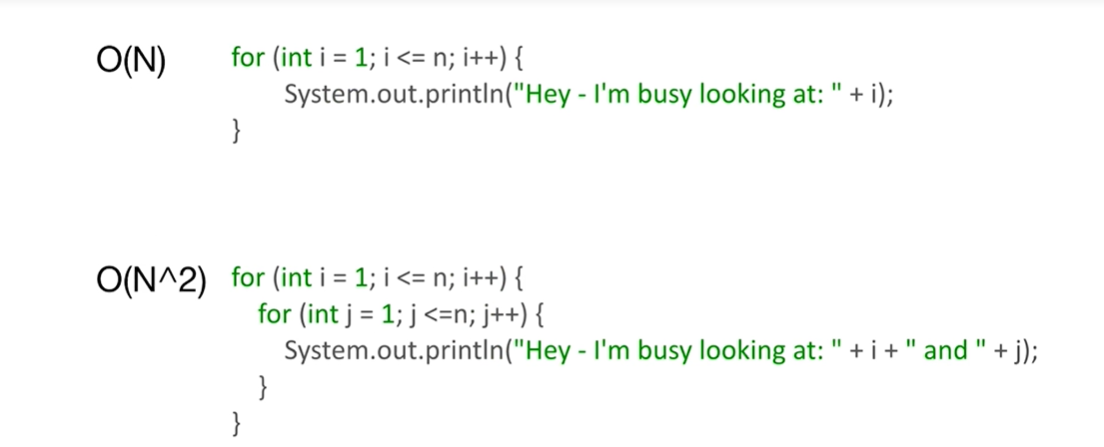 O(N) for (int i = 1; i <= n; i++) {
System.out.println("Hey - I'm busy looking at: " + i);
}
O(N^2) for (int i = 1; i <= n; i++) {
for (int j = 1; j <=n; j++) {
System.out.println("Hey - I'm busy looking at: " + i + " and " + j);
}
}